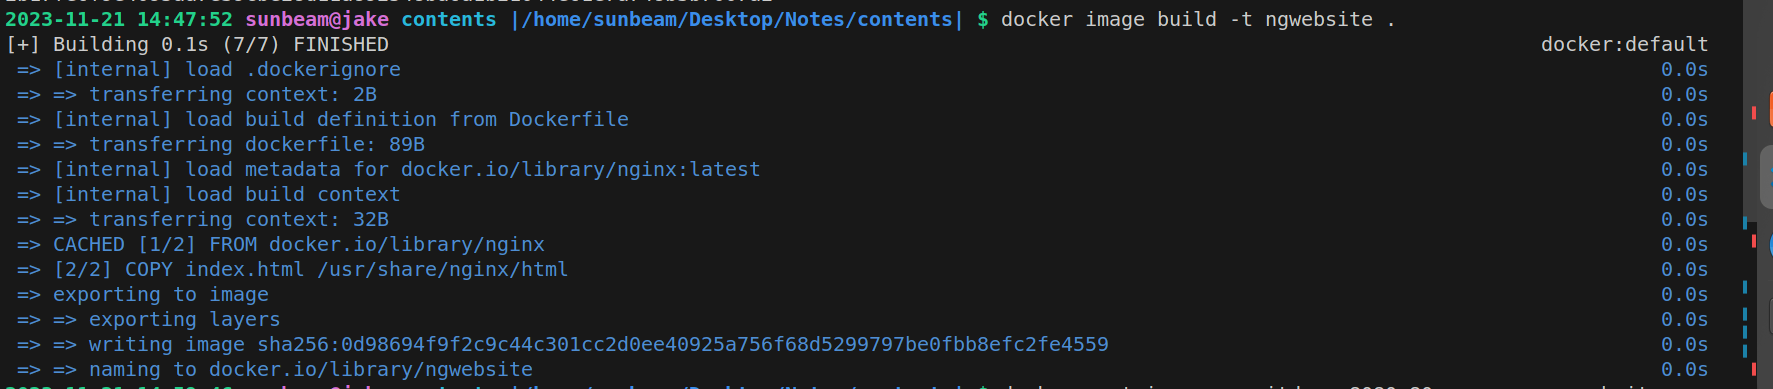 2023-11-21 14:47:52 sunbeam@jake contents |/home/sunbeam/Desktop/Notes/contents| $ docker image build -t ngwebsite .
[+] Building 0.1s (7/7) FINISHED docker:default
=> [internal] load .dockerignore 0.0s
=> => transferring context: 2B 0.0s
=> [internal] load build definition from Dockerfile 0.0s
=> => transferring dockerfile: 89B 0.0s
=> [internal] load metadata for docker.io/library/nginx:latest 0.0s
=> [internal] load build context 0.0s
=> => transferring context: 32B 0.0s
=> CACHED [1/2] FROM docker.io/library/nginx 0.0s
=> [2/2] COPY index.html /usr/share/nginx/html 0.0s
=> exporting to image 0.0s
=> => exporting layers 0.0s
=> => writing image sha256:0d98694f9f2c9c44c301cc2d0ee40925a756f68d5299797be0fbb8efc2fe4559 0.0s
=> => naming to docker.io/library/ngwebsite 0.0s